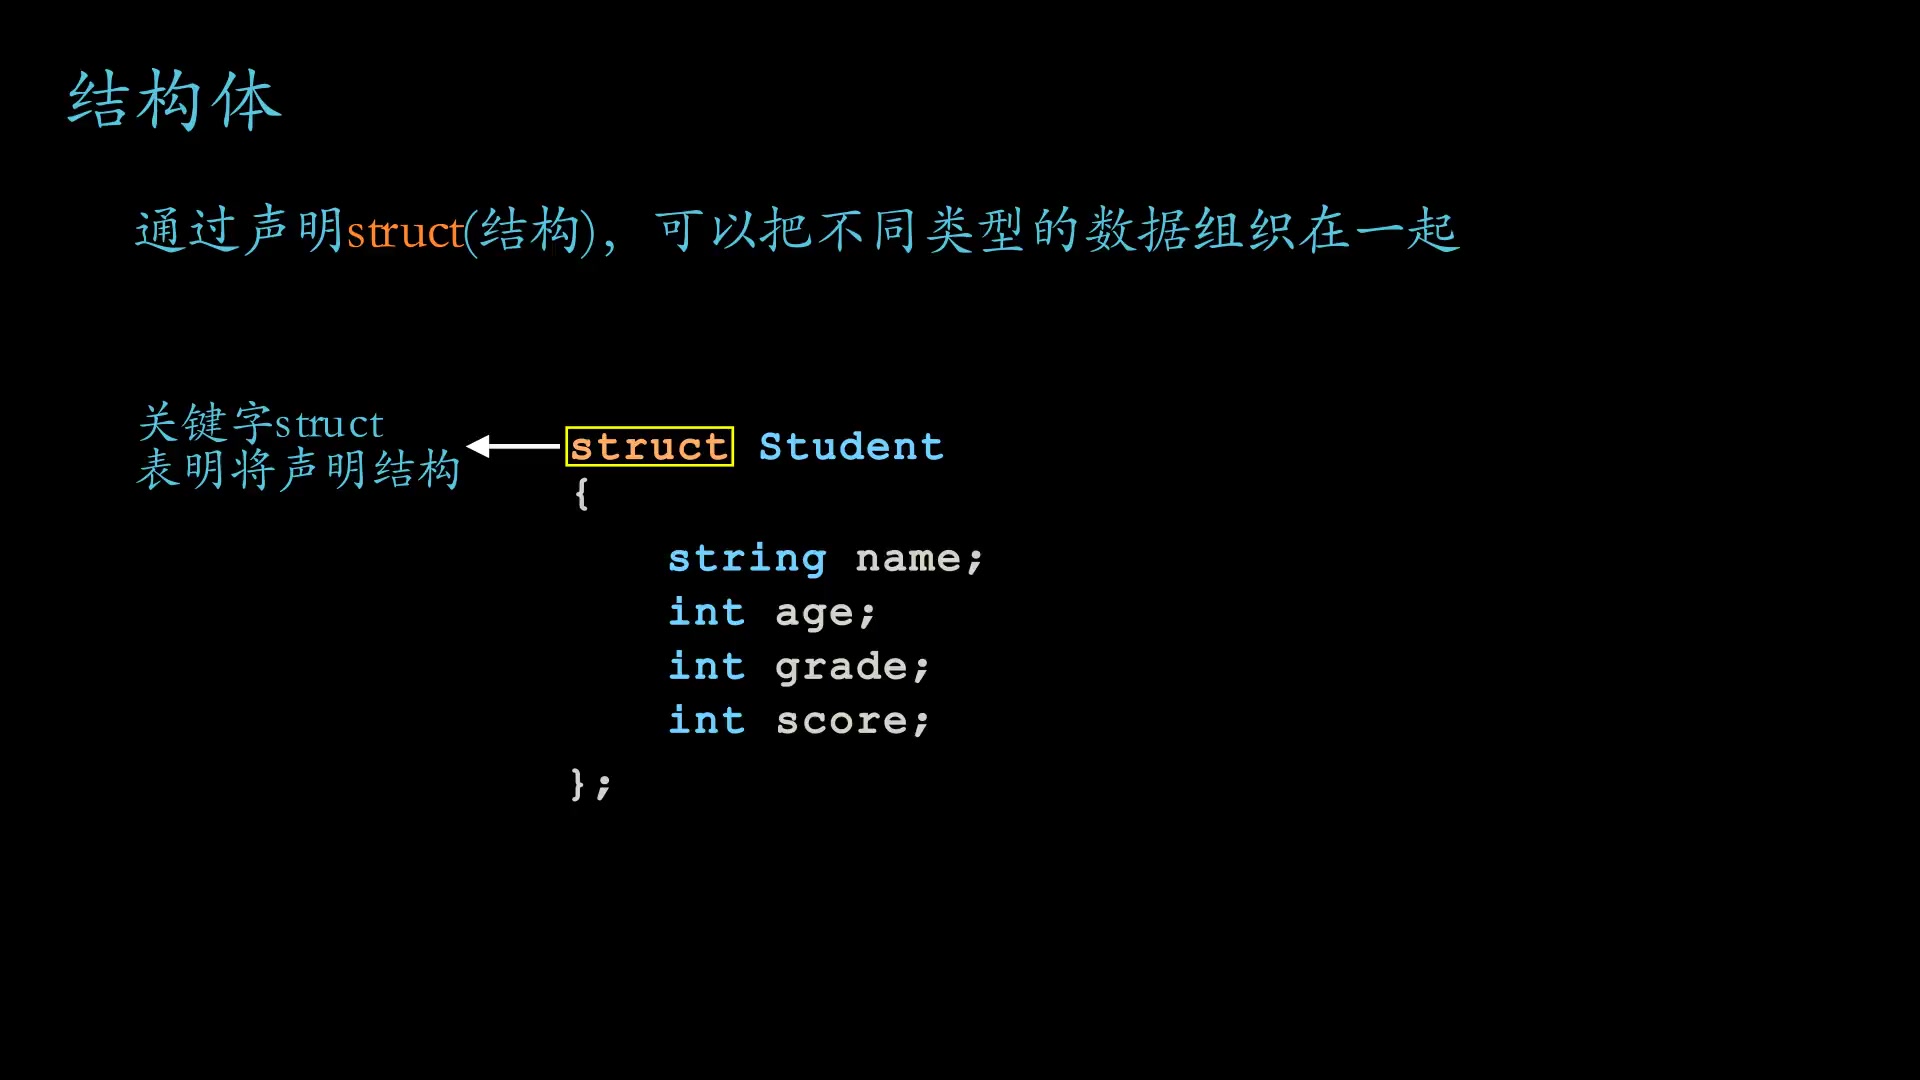 结构体
通过声明struct(结构)，可以把不同类型的数据组织在一起
关键字struct
表明将声明结构
struct Student
{
string name;
int age;
int grade;
int score;
};